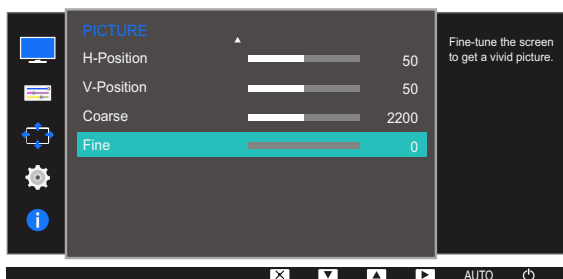 PICTURE
H-Position 50
V-Position 50
Coarse 2200
Fine 0
Fine-tune the screen
to get a vivid picture.
AUTO